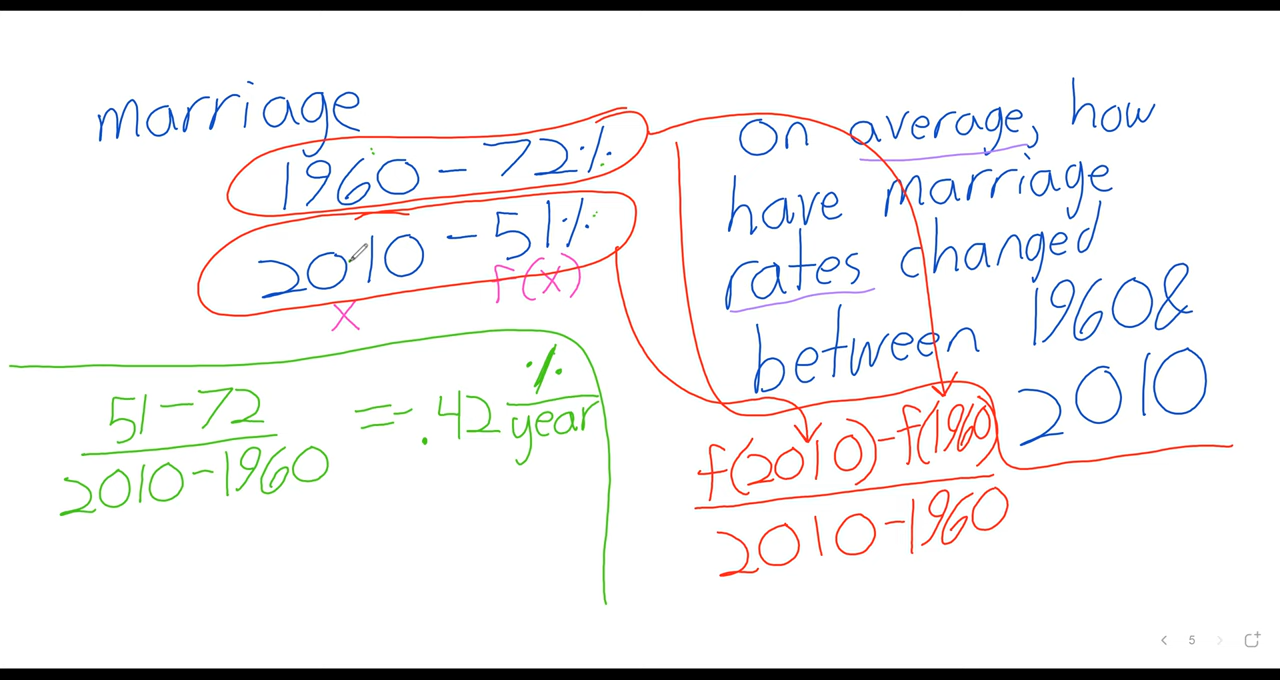 marriage
1960 - 72%
2010 - 51%
x f(x)
On average, how
have marriage
rates changed
between 1960 &
2010
51 - 72
2010 - 1960
= - .42 %
year
f(2010) - f(1960)
2010 - 1960
< 5 >